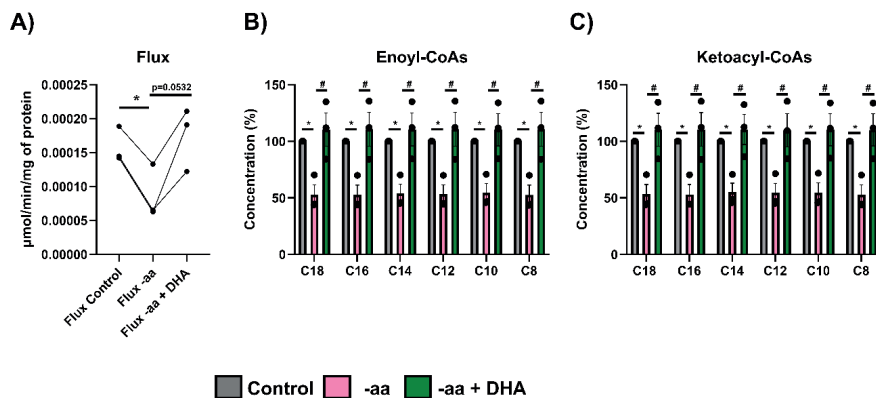 A)
Flux
µmol/min/mg of protein
0.00025
0.00020
0.00015
0.00010
0.00005
0.00000
*
p=0.0532
Flux Control
Flux -aa
Flux -aa + DHA
B)
Enoyl-CoAs
Concentration (%)
150
100
50
0
* # * # * # * # * # * #
C18 C16 C14 C12 C10 C8
C)
Ketoacyl-CoAs
Concentration (%)
150
100
50
0
* # * # * # * # * # * #
C18 C16 C14 C12 C10 C8
Control -aa -aa + DHA